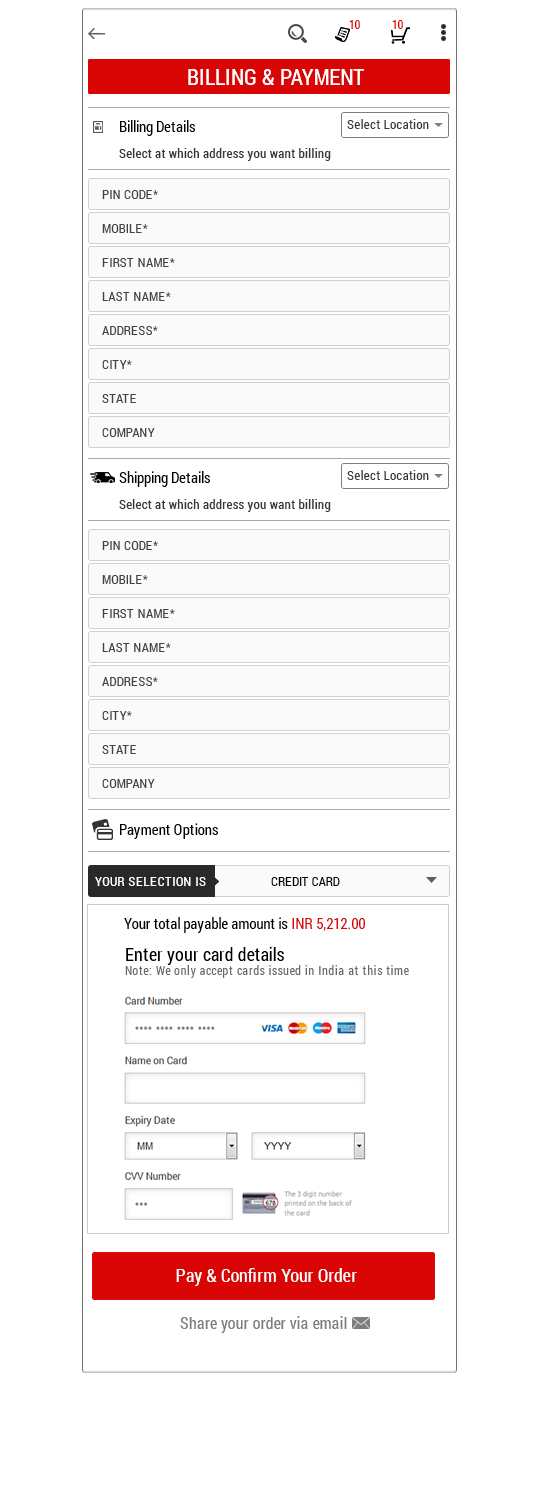 10 10
BILLING & PAYMENT
Billing Details Select Location
Select at which address you want billing
PIN CODE*
MOBILE*
FIRST NAME*
LAST NAME*
ADDRESS*
CITY*
STATE
COMPANY
Shipping Details Select Location
Select at which address you want billing
PIN CODE*
MOBILE*
FIRST NAME*
LAST NAME*
ADDRESS*
CITY*
STATE
COMPANY
Payment Options
YOUR SELECTION IS CREDIT CARD
Your total payable amount is INR 5,212.00
Enter your card details
Note: We only accept cards issued in India at this time
Card Number
•••• •••• •••• •••• VISA
Name on Card
Expiry Date
MM YYYY
CVV Number
••• 678 The 3 digit number
printed on the back of
the card
Pay & Confirm Your Order
Share your order via email